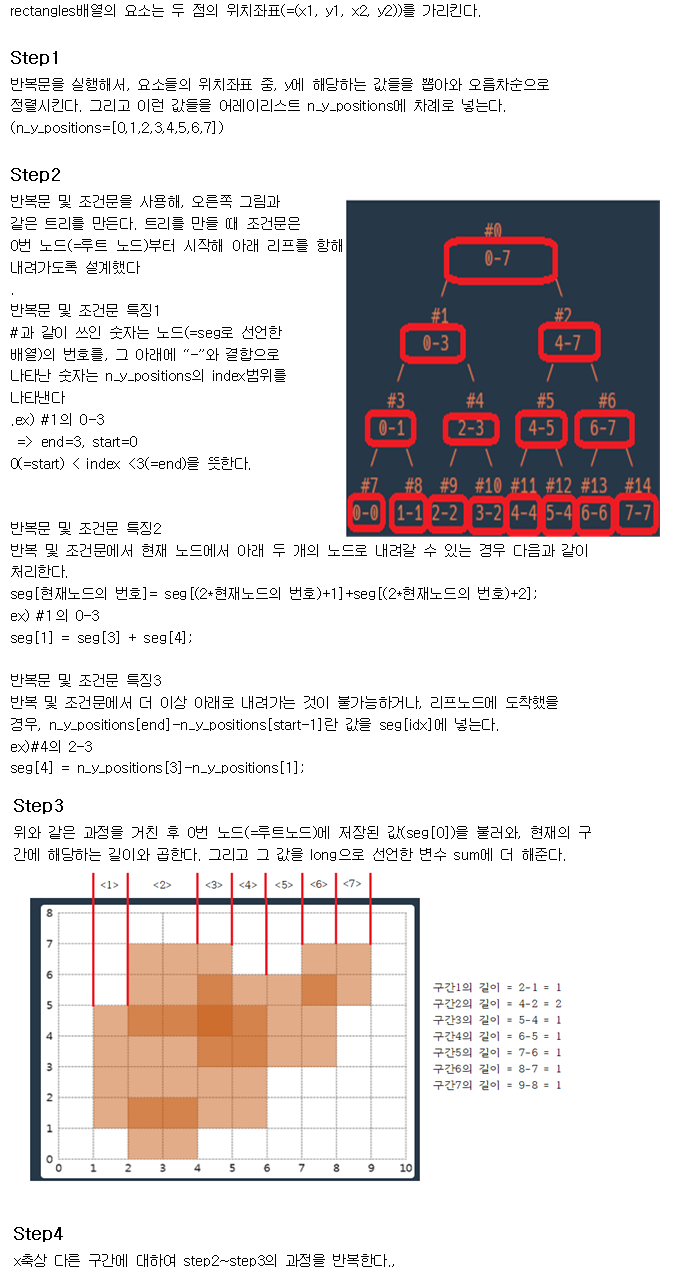 rectangles배열의 요소는 두 점의 위치좌표(=(x1, y1, x2, y2))를 가리킨다.
Step1
반복문을 실행해서, 요소들의 위치좌표 중, y에 해당하는 값들을 뽑아와 오름차순으로
정렬시킨다. 그리고 이런 값들을 어레이리스트 n_y_positions에 차례로 넣는다.
(n_y_positions=[0,1,2,3,4,5,6,7])
Step2
반복문 및 조건문을 사용해, 오른쪽 그림과
같은 트리를 만든다. 트리를 만들 때 조건문은
0번 노드(=루트 노드)부터 시작해 아래 리프를 향해
내려가도록 설계했다
.
반복문 및 조건문 특징1
#과 같이 쓰인 숫자는 노드(=seg로 선언한
배열)의 번호를, 그 아래에 “-”와 결합으로
나타난 숫자는 n_y_positions의 index범위를
나타낸다
.ex) #1의 0-3
=> end=3, start=0
0(=start) < index <3(=end)을 뜻한다.
#0
0-7
#1 #2
0-3 4-7
#3 #4 #5 #6
0-1 2-3 4-5 6-7
#7 #8 #9 #10 #11 #12 #13 #14
0-0 1-1 2-2 3-2 4-4 5-4 6-6 7-7
반복문 및 조건문 특징2
반복 및 조건문에서 현재 노드에서 아래 두 개의 노드로 내려갈 수 있는 경우 다음과 같이
처리한다.
seg[현재노드의 번호]= seg[(2*현재노드의 번호)+1]+seg[(2*현재노드의 번호)+2];
ex) #1의 0-3
seg[1] = seg[3] + seg[4];
반복문 및 조건문 특징3
반복 및 조건문에서 더 이상 아래로 내려가는 것이 불가능하거나, 리프노드에 도착했을
경우, n_y_positions[end]-n_y_positions[start-1]란 값을 seg[idx]에 넣는다.
ex)#4의 2-3
seg[4] = n_y_positions[3]-n_y_positions[1];
Step3
위와 같은 과정을 거친 후 0번 노드(=루트노드)에 저장된 값(seg[0])을 불러와, 현재의 구
간에 해당하는 길이와 곱한다. 그리고 그 값을 long으로 선언한 변수 sum에 더 해준다.
<1> <2> <3> <4> <5> <6> <7>
8
7
6
5
4
3
2
1
0
0 1 2 3 4 5 6 7 8 9 10
구간1의 길이 = 2-1 = 1
구간2의 길이 = 4-2 = 2
구간3의 길이 = 5-4 = 1
구간4의 길이 = 6-5 = 1
구간5의 길이 = 7-6 = 1
구간6의 길이 = 8-7 = 1
구간7의 길이 = 9-8 = 1
Step4
x축상 다른 구간에 대하여 step2~step3의 과정을 반복한다.,